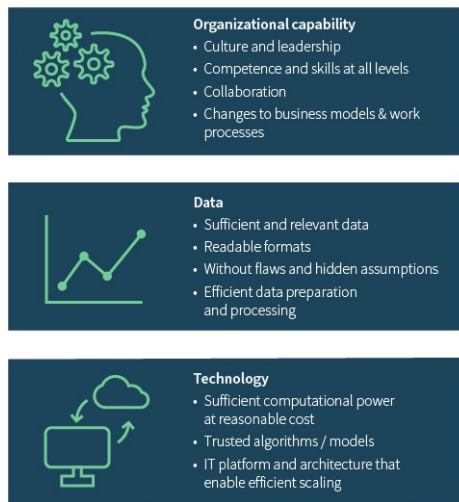 Organizational capability
• Culture and leadership
• Competence and skills at all levels
• Collaboration
• Changes to business models & work
processes
Data
• Sufficient and relevant data
• Readable formats
• Without flaws and hidden assumptions
• Efficient data preparation
and processing
Technology
• Sufficient computational power
at reasonable cost
• Trusted algorithms / models
• IT platform and architecture that
enable efficient scaling